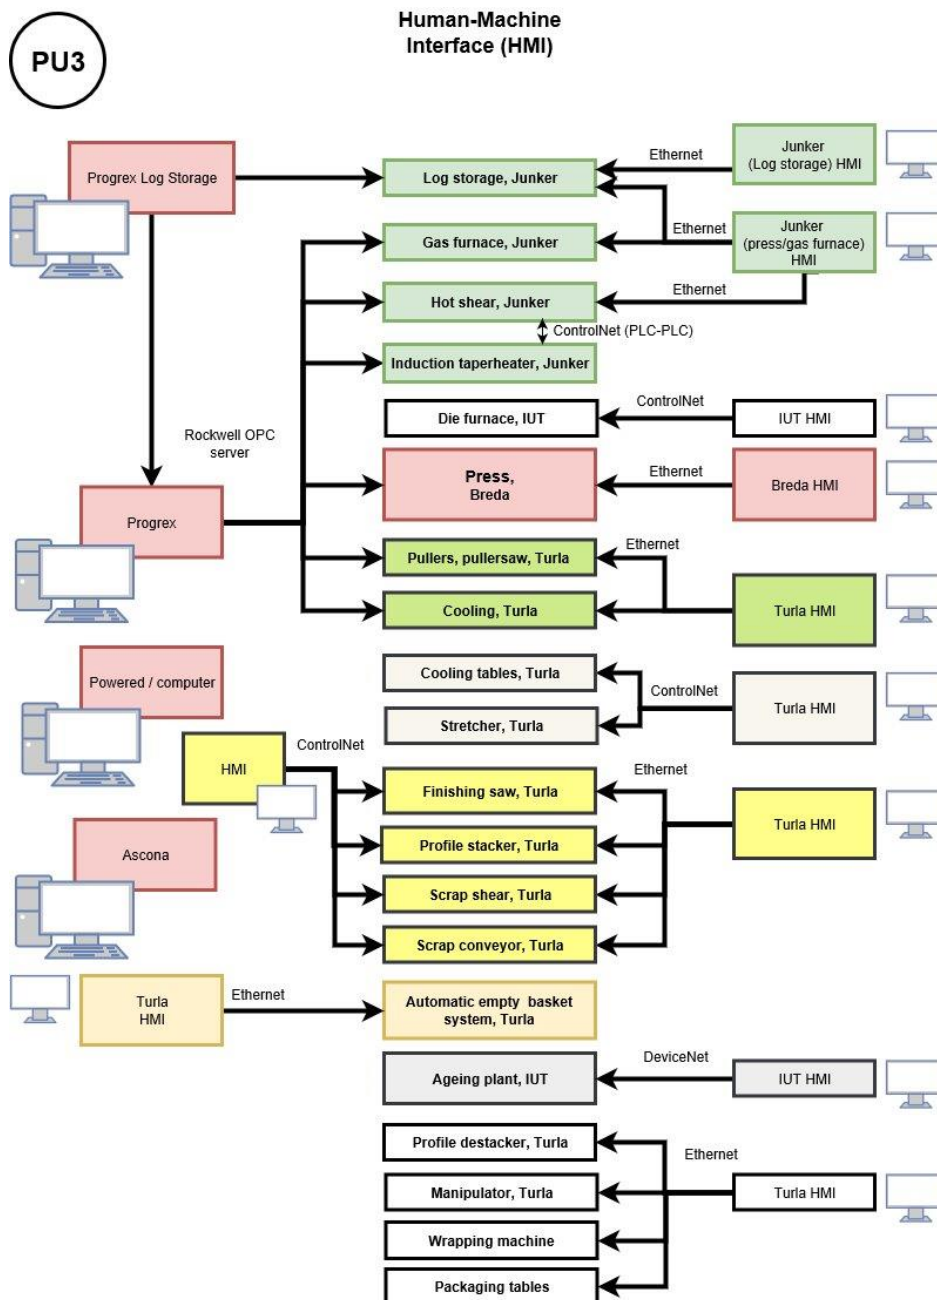 PU3
Human-Machine
Interface (HMI)
Progrex Log Storage
Log storage, Junker
Ethernet
Junker
(Log storage) HMI
Gas furnace, Junker
Ethernet
Junker
(press/gas furnace)
HMI
Hot shear, Junker
Ethernet
ControlNet (PLC-PLC)
Induction taperheater, Junker
Die furnace, IUT
ControlNet
IUT HMI
Rockwell OPC
server
Progrex
Press,
Breda
Ethernet
Breda HMI
Pullers, pullersaw, Turla
Ethernet
Cooling, Turla
Turla HMI
Powered / computer
Cooling tables, Turla
ControlNet
Stretcher, Turla
Turla HMI
HMI
ControlNet
Finishing saw, Turla
Ethernet
Profile stacker, Turla
Turla HMI
Ascona
Scrap shear, Turla
Scrap conveyor, Turla
Turla
HMI
Ethernet
Automatic empty basket
system, Turla
Ageing plant, IUT
DeviceNet
IUT HMI
Profile destacker, Turla
Ethernet
Manipulator, Turla
Turla HMI
Wrapping machine
Packaging tables